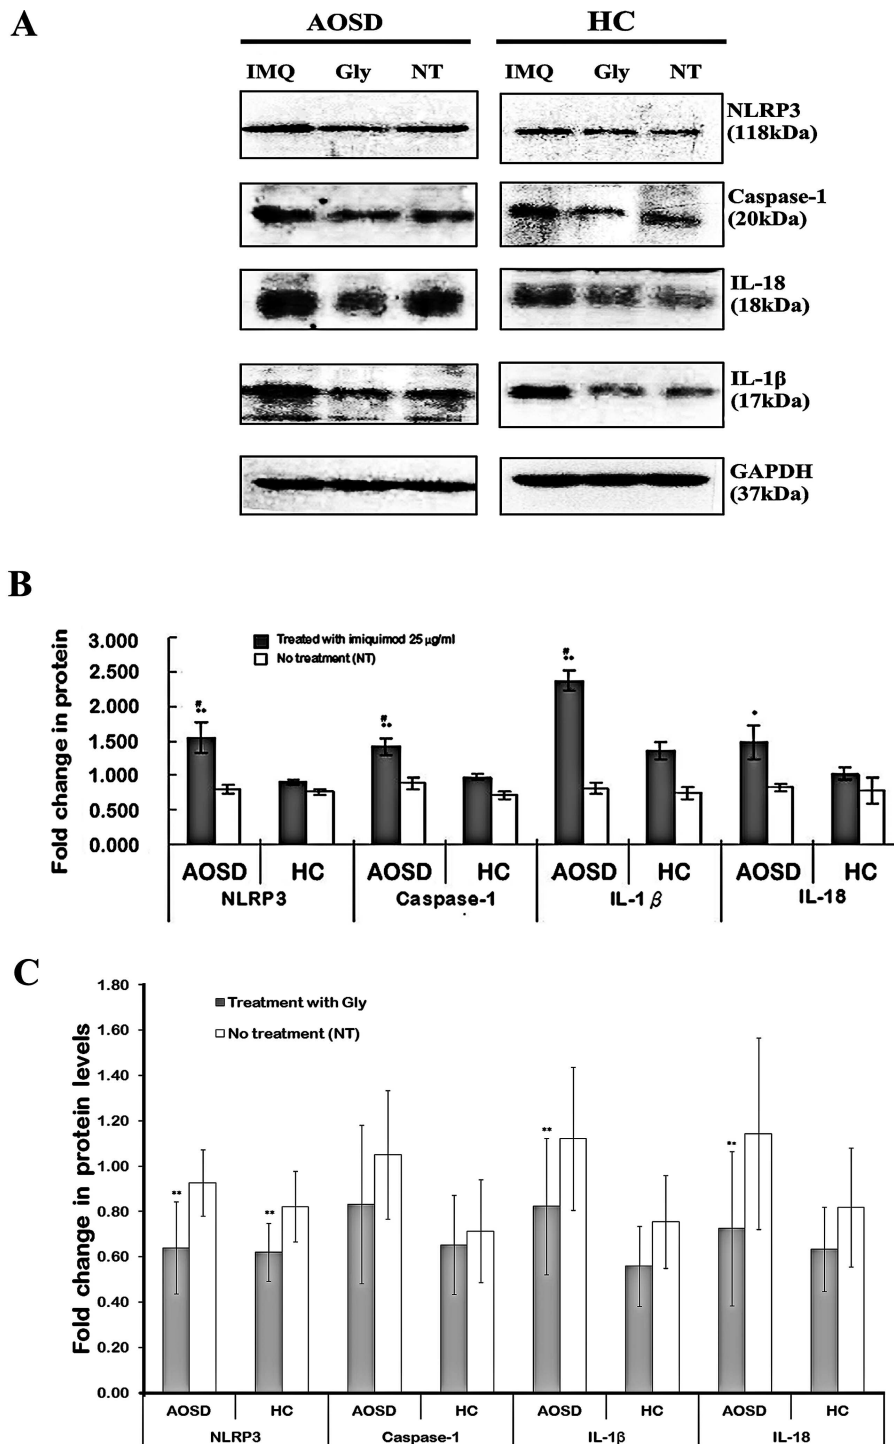 A
AOSD HC
IMQ Gly NT IMQ Gly NT
NLRP3
(118kDa)
Caspase-1
(20kDa)
IL-18
(18kDa)
IL-1β
(17kDa)
GAPDH
(37kDa)
B
Fold change in protein
3.000
2.500
2.000
1.500
1.000
0.500
0.000
Treated with imiquimod 25 µg/ml
No treatment (NT)
# ** # ** # ** *
AOSD HC AOSD HC AOSD HC AOSD HC
NLRP3 Caspase-1 IL-1 β IL-18
C
Fold change in protein levels
1.80
1.60
1.40
1.20
1.00
0.80
0.60
0.40
0.20
0.00
Treatment with Gly
No treatment (NT)
** ** ** **
AOSD HC AOSD HC AOSD HC AOSD HC
NLRP3 Caspase-1 IL-1β IL-18